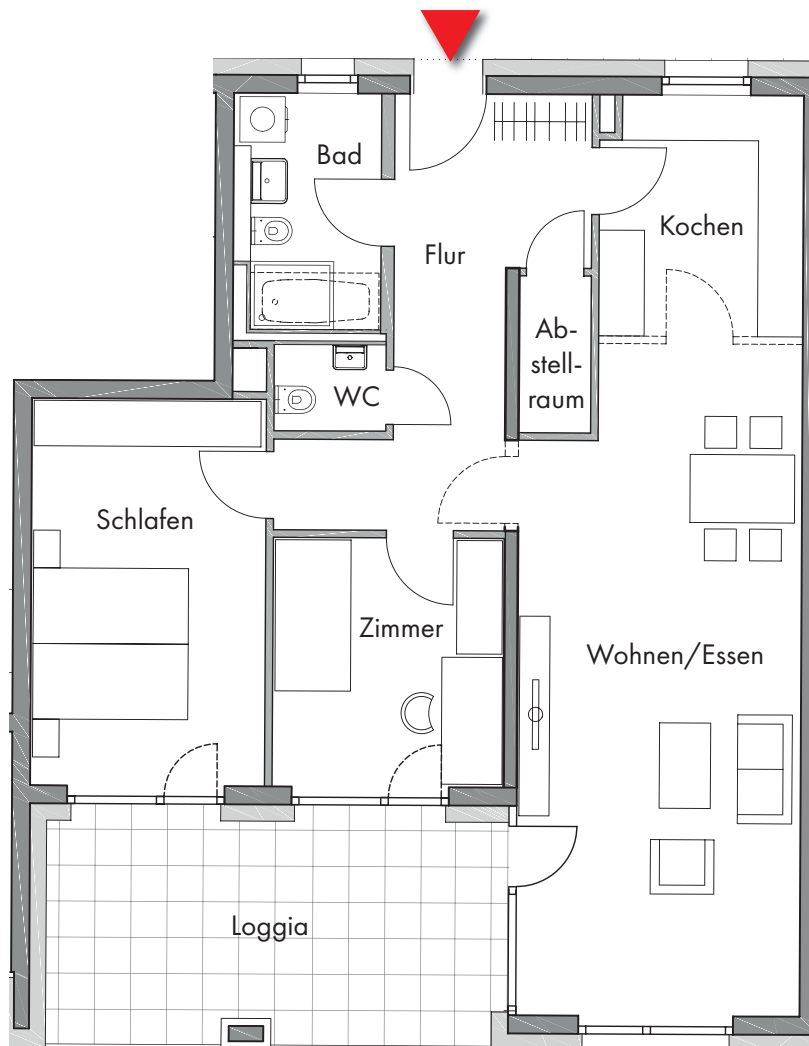 Bad
Kochen
Flur
Ab-
stell-
raum
WC
Schlafen
Zimmer
Wohnen/Essen
Loggia